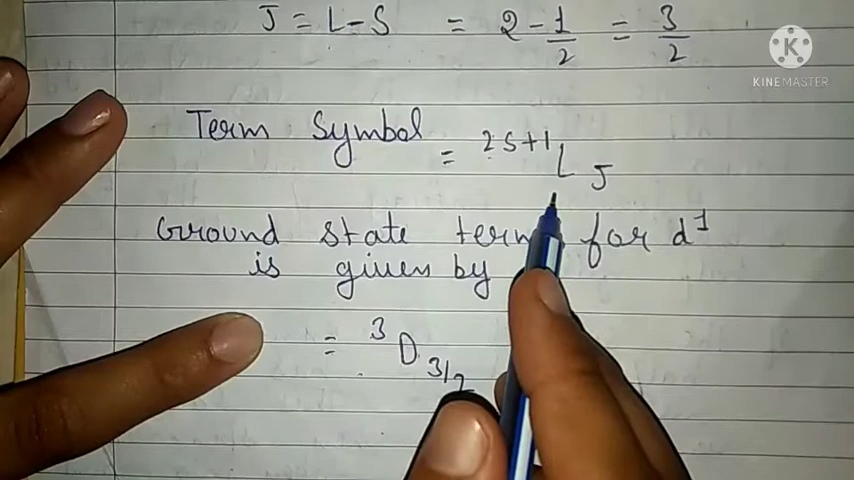 J = L-S = 2 - 1/2 = 3/2
K
KINEMASTER
Term Symbol = 2S+1 L J
Ground state term for d1
is given by
= 3 D 3/2